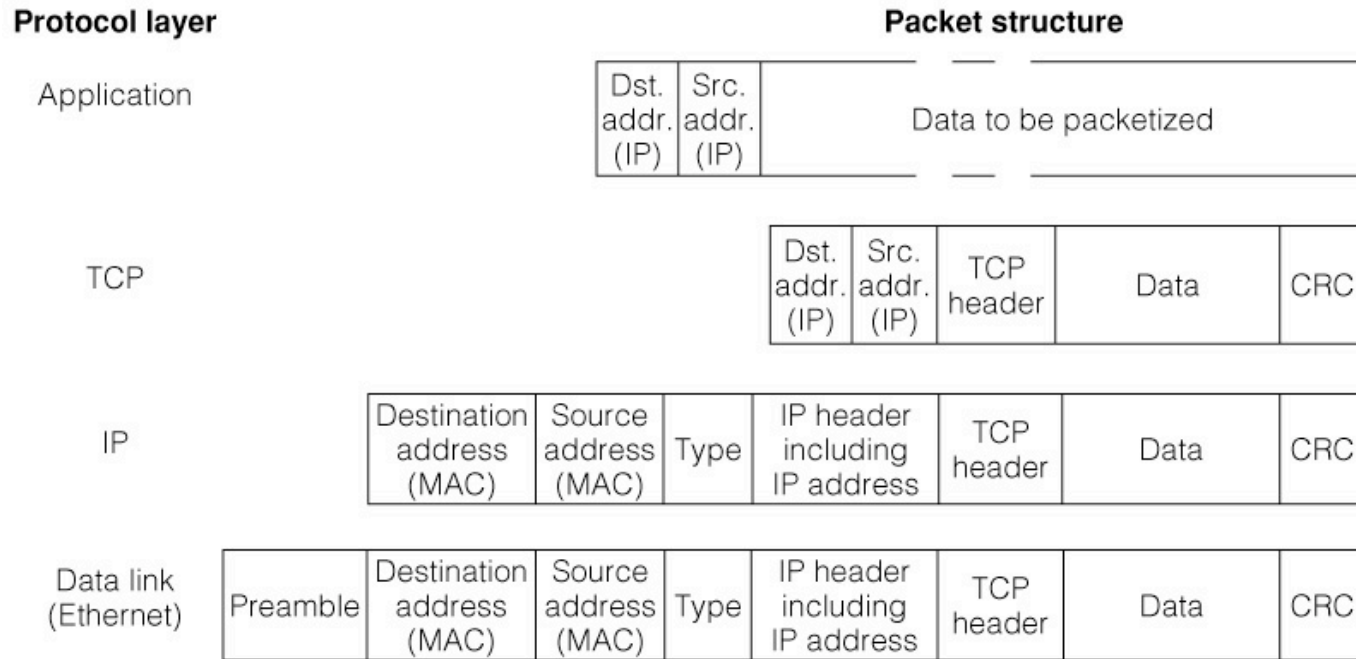 Protocol layer
Packet structure
Application
Dst.
addr.
(IP)
Src.
addr.
(IP)
Data to be packetized
TCP
Dst.
addr.
(IP)
Src.
addr.
(IP)
TCP
header
Data
CRC
IP
Destination
address
(MAC)
Source
address
(MAC)
Type
IP header
including
IP address
TCP
header
Data
CRC
Data link
(Ethernet)
Preamble
Destination
address
(MAC)
Source
address
(MAC)
Type
IP header
including
IP address
TCP
header
Data
CRC